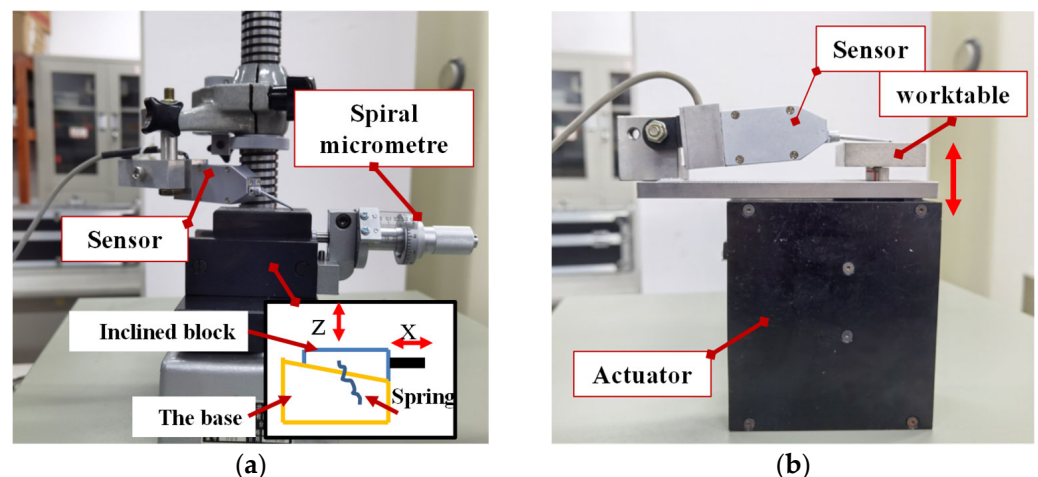 Spiral
micrometre
Sensor
Z
X
Inclined block
Spring
The base
(a)
Sensor
worktable
Actuator
(b)